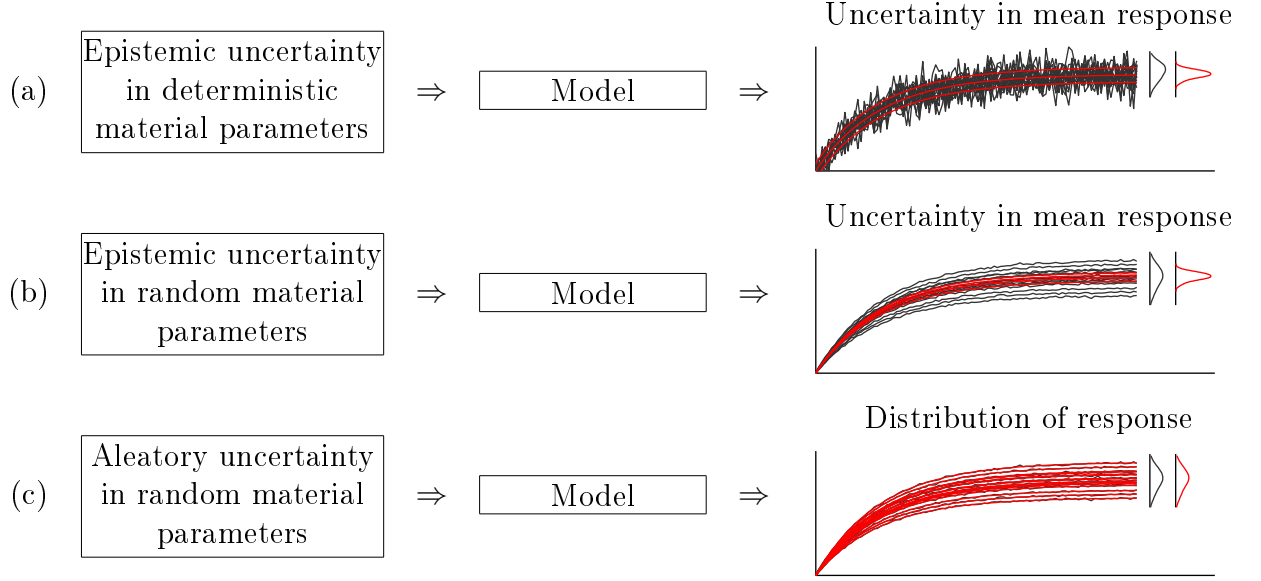 Uncertainty in mean response
(a)
Epistemic uncertainty
in deterministic
material parameters
⇒
Model
⇒
Uncertainty in mean response
(b)
Epistemic uncertainty
in random material
parameters
⇒
Model
⇒
Distribution of response
(c)
Aleatory uncertainty
in random material
parameters
⇒
Model
⇒